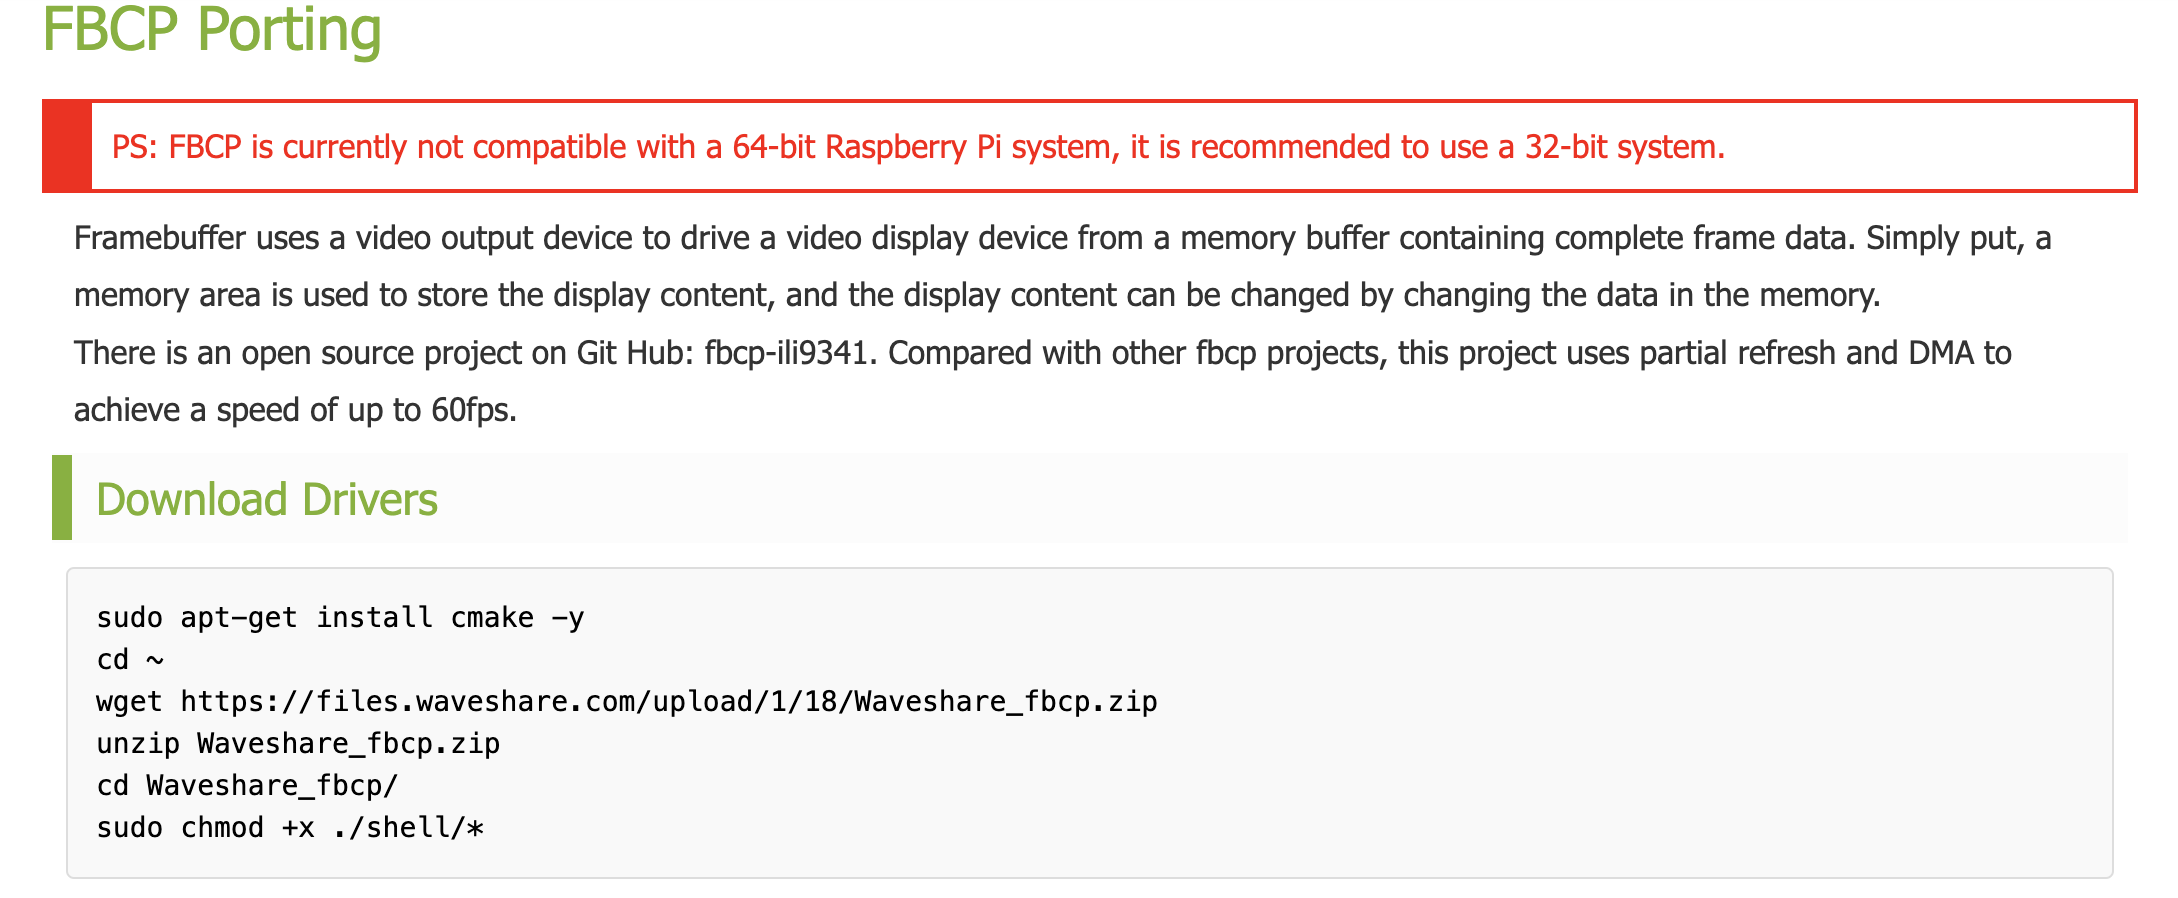 FBCP Porting
PS: FBCP is currently not compatible with a 64-bit Raspberry Pi system, it is recommended to use a 32-bit system.
Framebuffer uses a video output device to drive a video display device from a memory buffer containing complete frame data. Simply put, a
memory area is used to store the display content, and the display content can be changed by changing the data in the memory.
There is an open source project on Git Hub: fbcp-ili9341. Compared with other fbcp projects, this project uses partial refresh and DMA to
achieve a speed of up to 60fps.
Download Drivers
sudo apt-get install cmake -y
cd ~
wget https://files.waveshare.com/upload/1/18/Waveshare_fbcp.zip
unzip Waveshare_fbcp.zip
cd Waveshare_fbcp/
sudo chmod +x ./shell/*